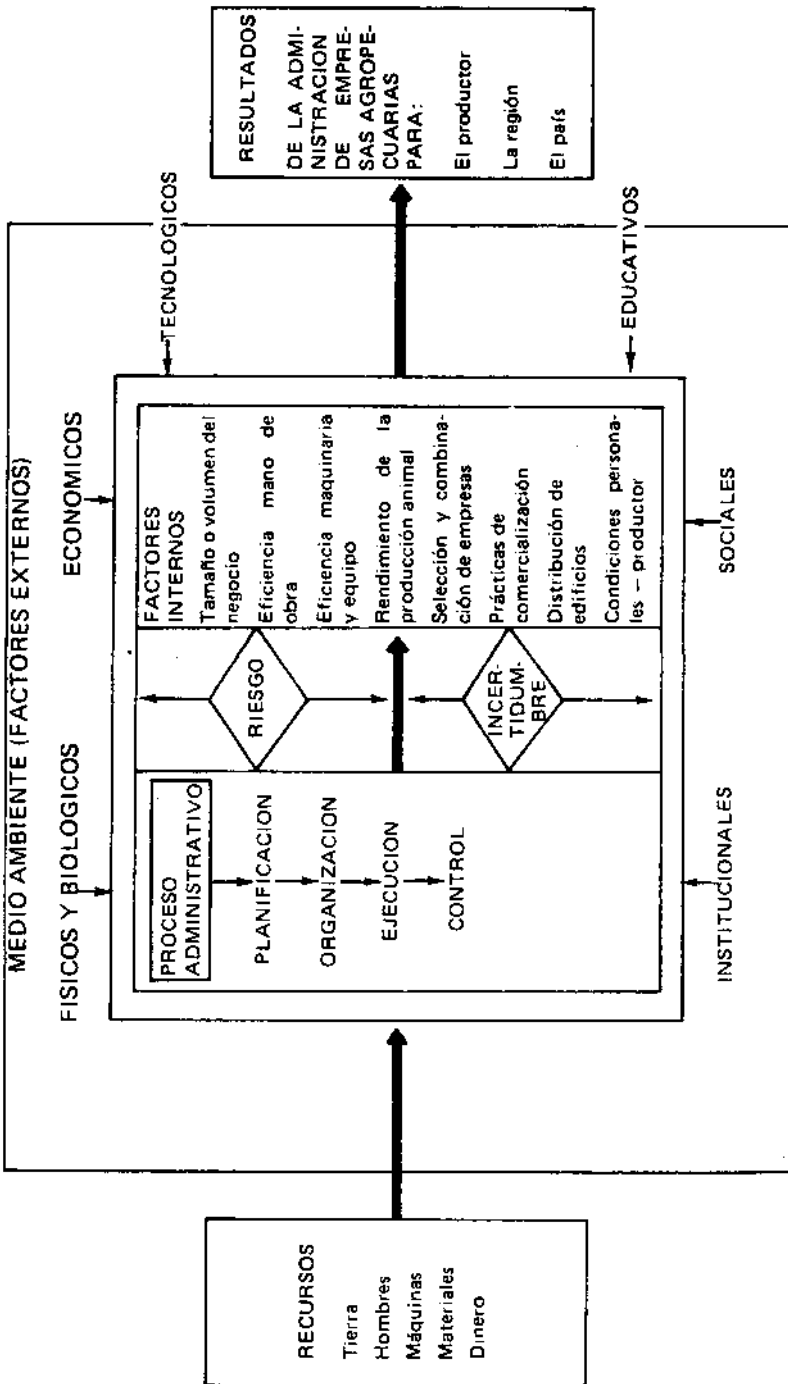 MEDIO AMBIENTE (FACTORES EXTERNOS)
FISICOS Y BIOLOGICOS
ECONOMICOS
TECNOLOGICOS
RECURSOS
Tierra
Hombres
Máquinas
Materiales
Dinero
PROCESO
ADMINISTRATIVO
PLANIFICACION
ORGANIZACION
EJECUCION
CONTROL
RIESGO
INCER-
TIDUM-
BRE
FACTORES
INTERNOS
Tamaño o volumen del
negocio
Eficiencia mano de
obra
Eficiencia maquinaria
y equipo
Rendimiento de la
producción animal
Selección y combina-
ción de empresas
Prácticas de
comercialización
Distribución de
edificios
Condiciones persona-
les – productor
RESULTADOS
DE LA ADMI-
NISTRACION
DE EMPRE-
SAS AGROPE-
CUARIAS
PARA:
El productor
La región
El país
INSTITUCIONALES
SOCIALES
EDUCATIVOS